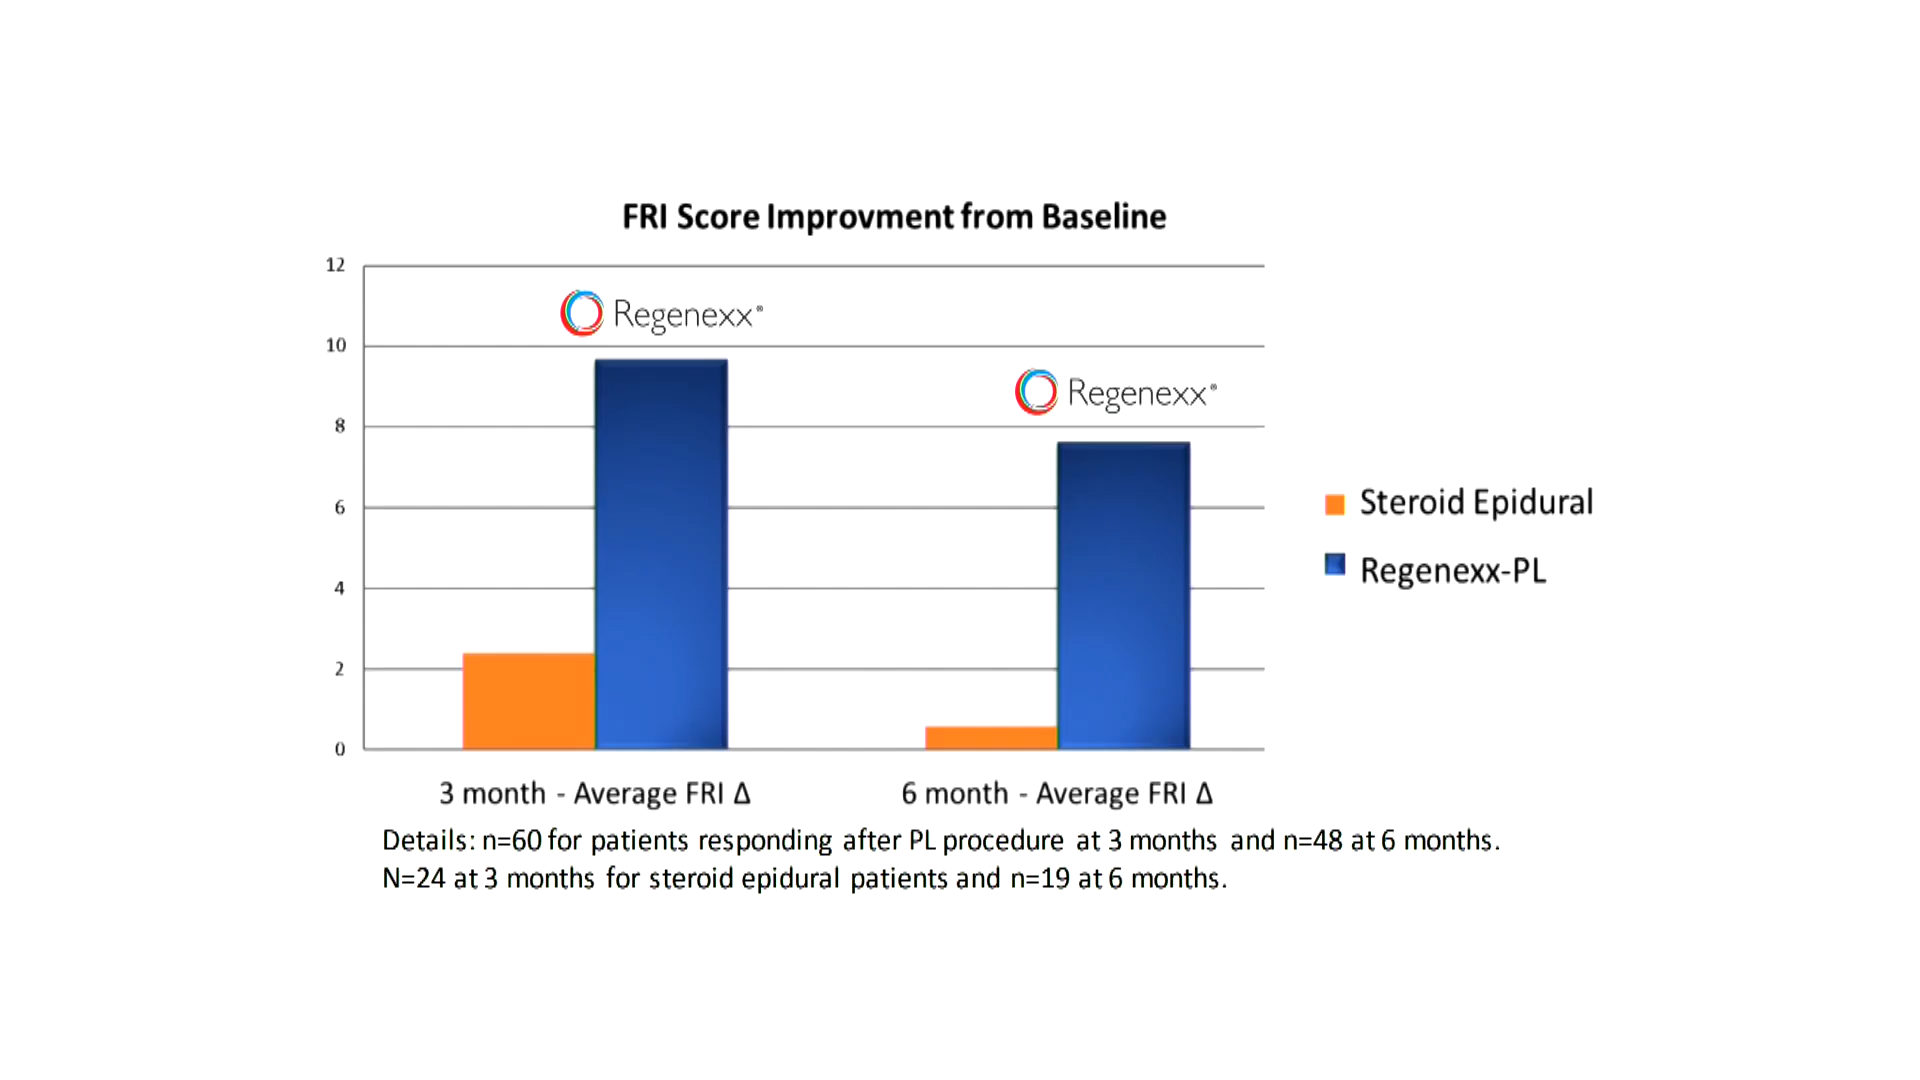 FRI Score Improvment from Baseline
12
Regenexx®
10
Regenexx®
8
6
Steroid Epidural
Regenexx-PL
4
2
0
3 month - Average FRI Δ
6 month - Average FRI Δ
Details: n=60 for patients responding after PL procedure at 3 months and n=48 at 6 months.
N=24 at 3 months for steroid epidural patients and n=19 at 6 months.